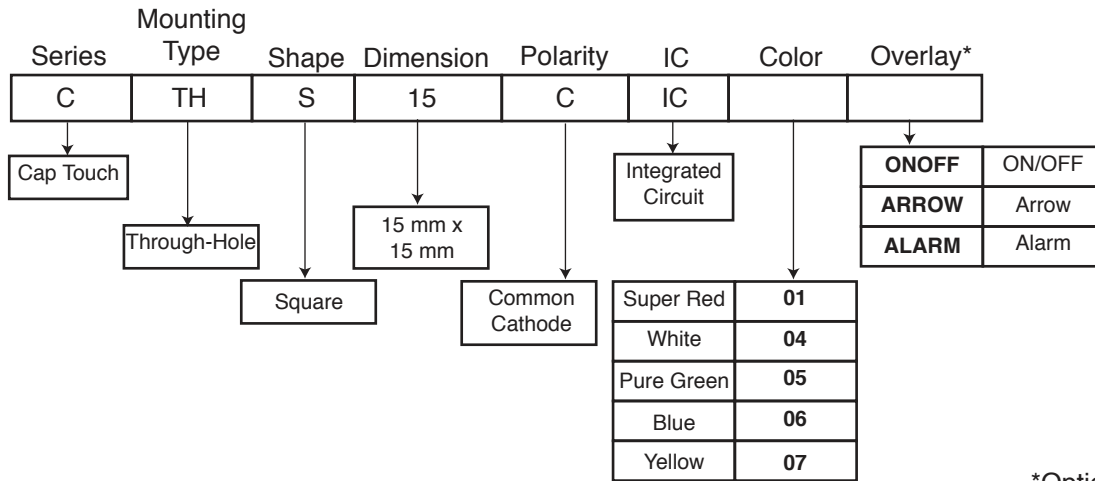 Mounting
Series Type Shape Dimension Polarity IC Color Overlay*
C TH S 15 C IC
Cap Touch
Through-Hole
Square
15 mm x
15 mm
Common
Cathode
Integrated
Circuit
Super Red 01
White 04
Pure Green 05
Blue 06
Yellow 07
ONOFF ON/OFF
ARROW Arrow
ALARM Alarm